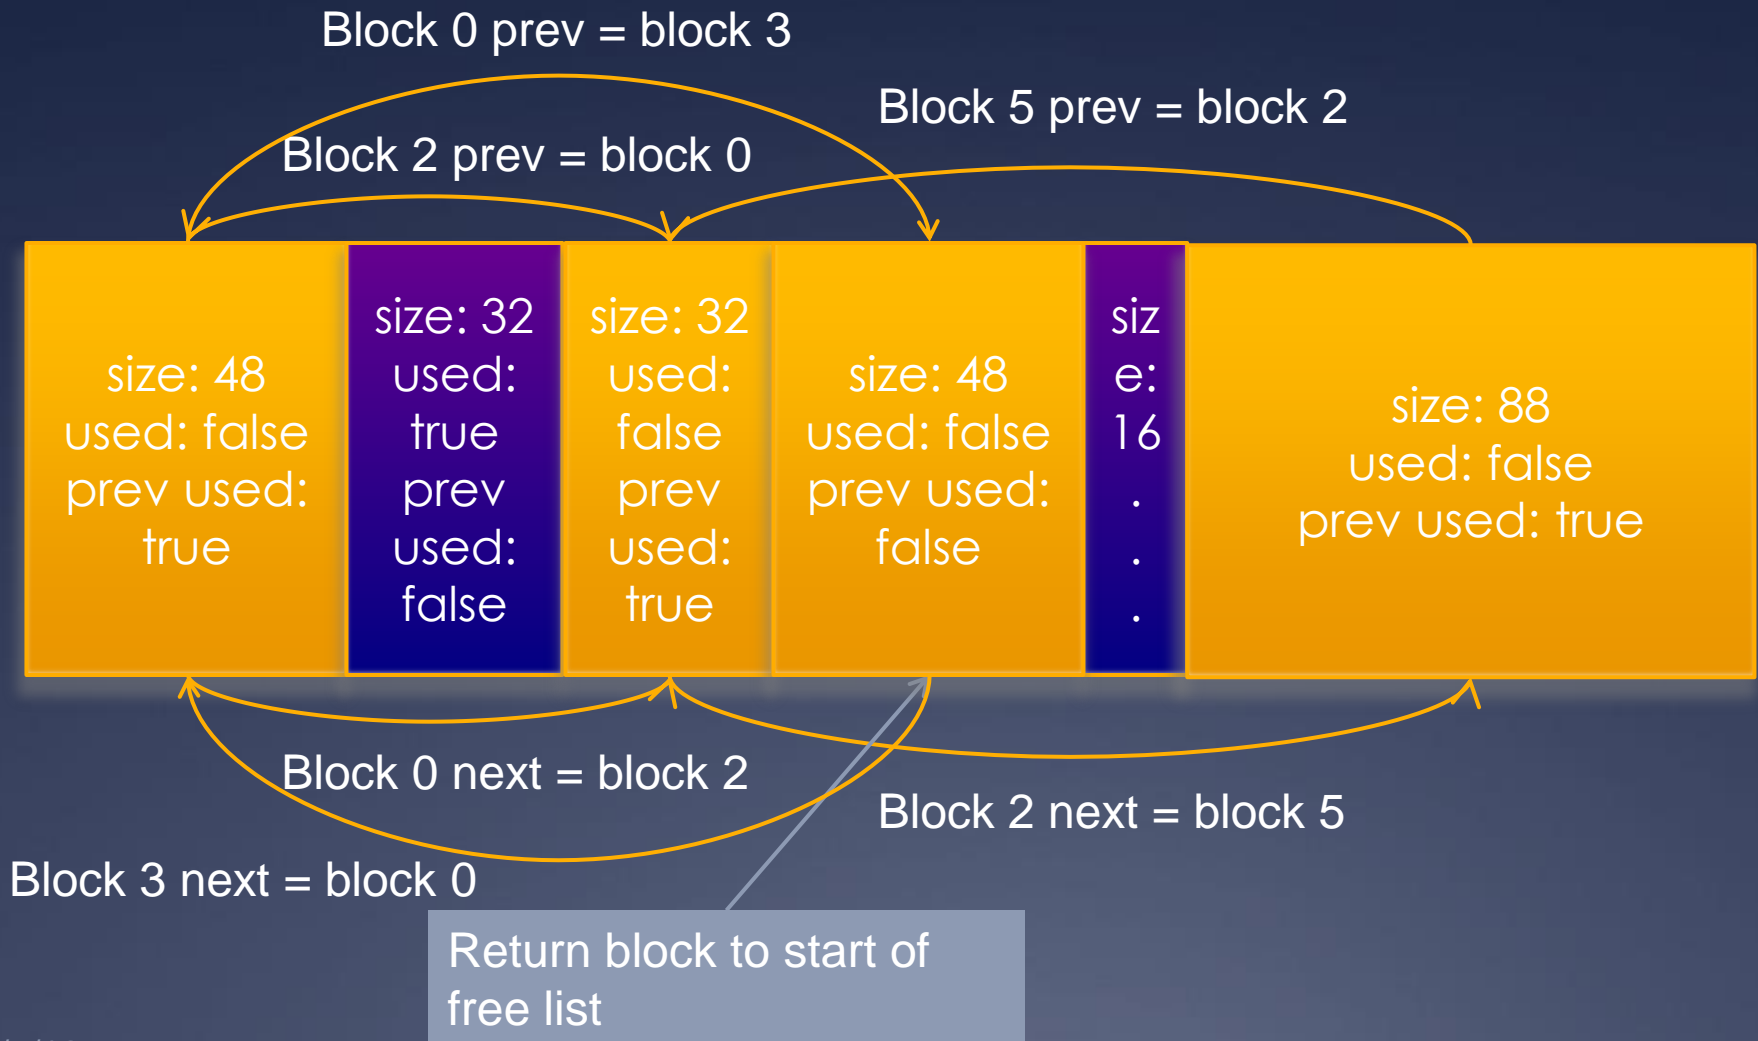 Block 0 prev = block 3
Block 5 prev = block 2
Block 2 prev = block 0
size: 48
used: false
prev used:
true
size: 32
used:
true
prev
used:
false
size: 32
used:
false
prev
used:
true
size: 48
used: false
prev used:
false
siz
e:
16
.
.
.
size: 88
used: false
prev used: true
Block 0 next = block 2
Block 2 next = block 5
Block 3 next = block 0
Return block to start of
free list